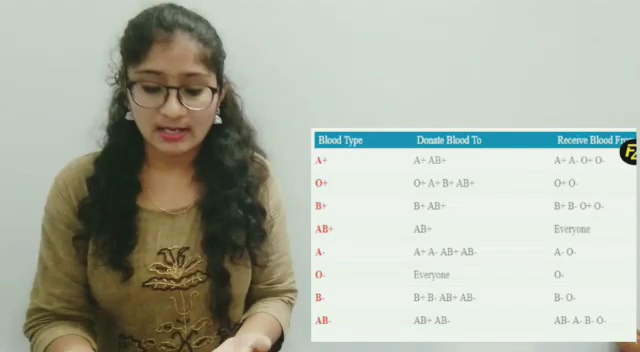 Blood Type Donate Blood To Receive Blood
A+ A+ AB+ A+ A- O+ O-
O+ O+ A+ B+ AB+ O+ O-
B+ B+ AB+ B+ B- O+ O-
AB+ AB+ Everyone
A- A+ A- AB+ AB- A- O-
O- Everyone O-
B- B+ B- AB+ AB- B- O-
AB- AB+ AB- AB- A- B- O-